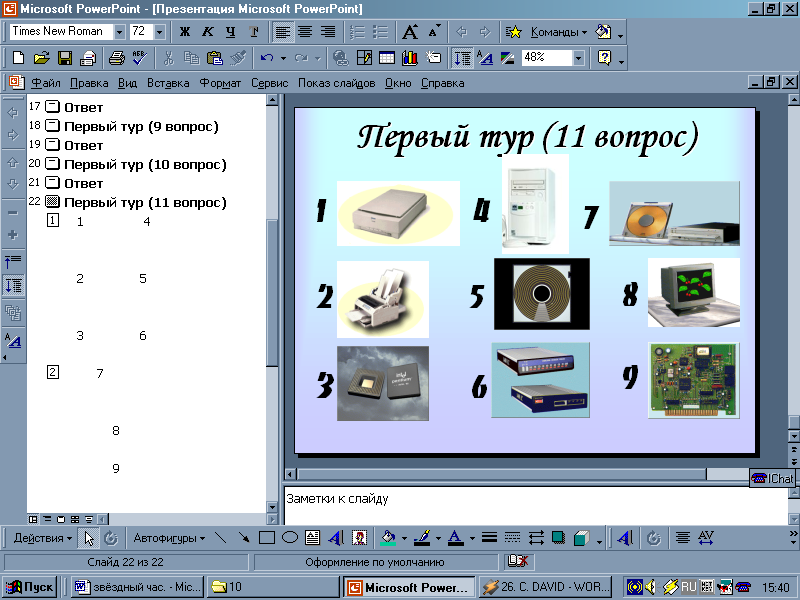 Microsoft PowerPoint - [Презентация Microsoft PowerPoint]
Times New Roman 72 Ж К Ч Т
48%
Файл Правка Вид Вставка Формат Сервис Показ слайдов Окно Справка
Команды
17 Ответ
18 Первый тур (9 вопрос)
19 Ответ
20 Первый тур (10 вопрос)
21 Ответ
22 Первый тур (11 вопрос)
1 1 4
2 5
3 6
2 7
8
9
Первый тур (11 вопрос)
1 4 7
2 5 8
3 6 9
pentium
IChat
Заметки к слайду
Действия Автофигуры
Слайд 22 из 22 Оформление по умолчанию
Пуск звёздный час. - Mic... 10 Microsoft Power... 26. C. DAVID - WOR... RU 15:40